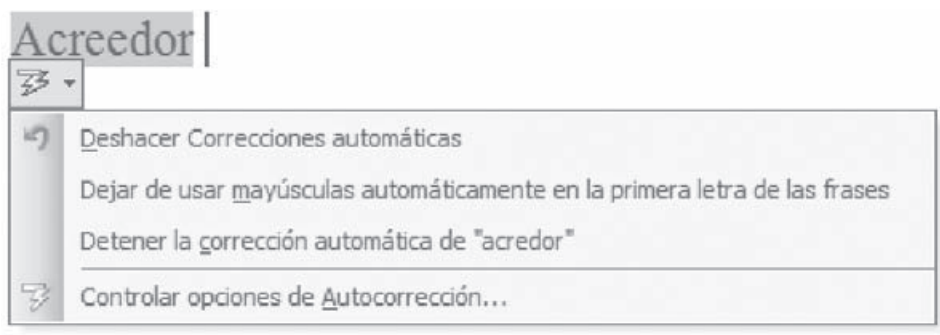 Acreedor
Deshacer Correcciones automáticas
Dejar de usar mayúsculas automáticamente en la primera letra de las frases
Detener la corrección automática de "acredor"
Controlar opciones de Autocorrección...